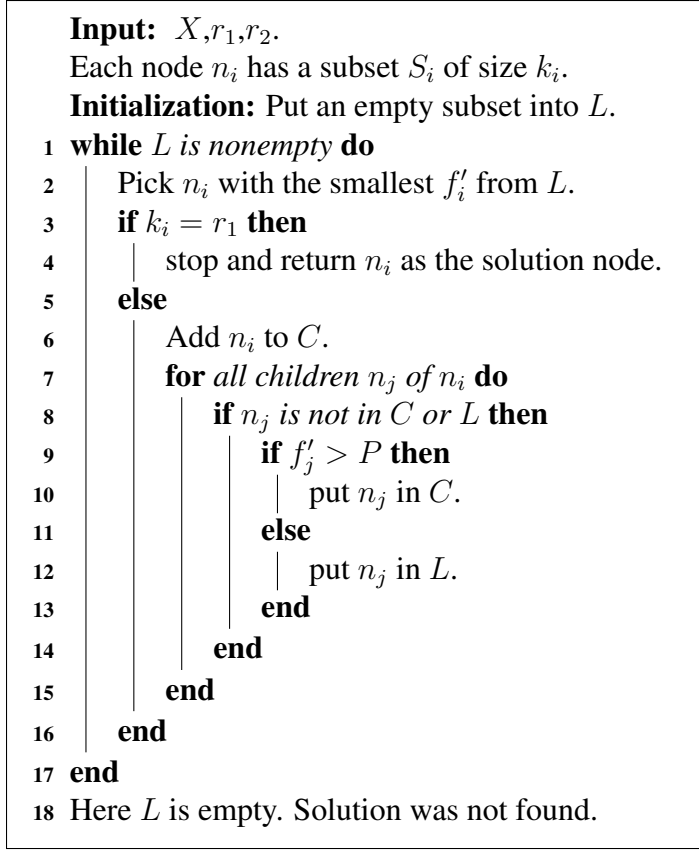 Input: X,r₁,r₂.
Each node nᵢ has a subset Sᵢ of size kᵢ.
Initialization: Put an empty subset into L.
1 while L is nonempty do
2 Pick nᵢ with the smallest f′ᵢ from L.
3 if kᵢ = r₁ then
4 stop and return nᵢ as the solution node.
5 else
6 Add nᵢ to C.
7 for all children nⱼ of nᵢ do
8 if nⱼ is not in C or L then
9 if f′ⱼ > P then
10 put nⱼ in C.
11 else
12 put nⱼ in L.
13 end
14 end
15 end
16 end
17 end
18 Here L is empty. Solution was not found.